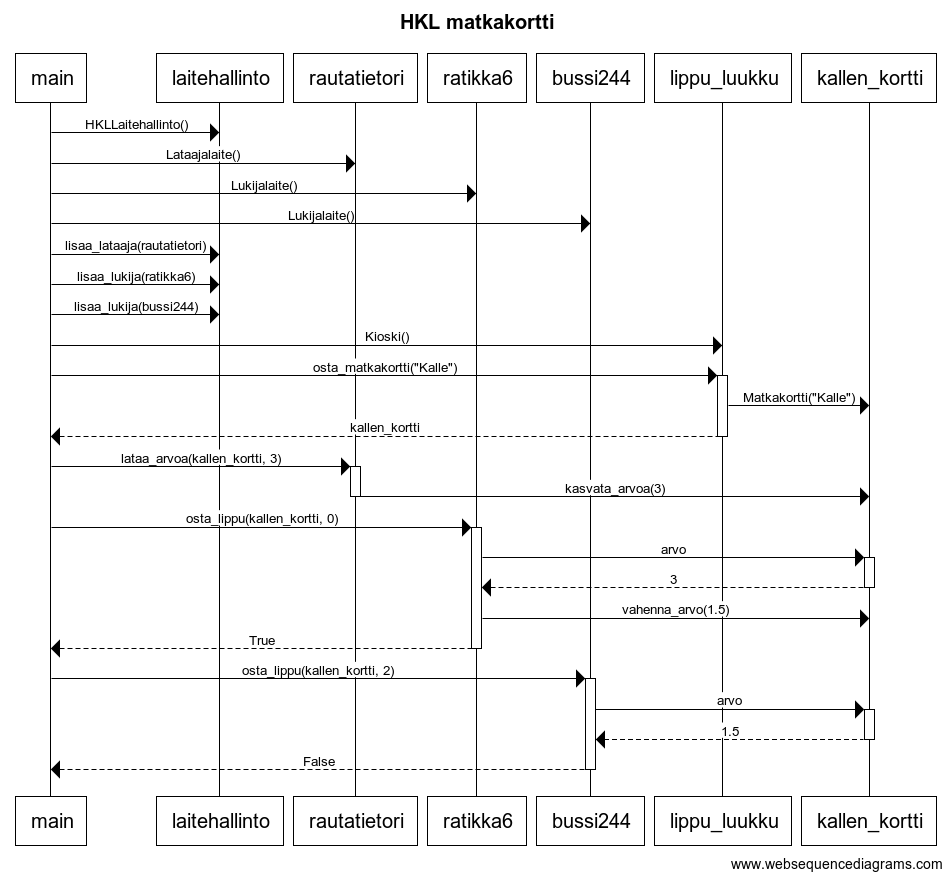 HKL matkakortti
main laitehallinto rautatietori ratikka6 bussi244 lippu_luukku kallen_kortti
HKLLaitehallinto()
Lataajalaite()
Lukijalaite()
Lukijalaite()
lisaa_lataaja(rautatietori)
lisaa_lukija(ratikka6)
lisaa_lukija(bussi244)
Kioski()
osta_matkakortti("Kalle")
Matkakortti("Kalle")
kallen_kortti
lataa_arvoa(kallen_kortti, 3)
kasvata_arvoa(3)
osta_lippu(kallen_kortti, 0)
arvo
3
vahenna_arvo(1.5)
True
osta_lippu(kallen_kortti, 2)
arvo
1.5
False
main laitehallinto rautatietori ratikka6 bussi244 lippu_luukku kallen_kortti
www.websequencediagrams.com